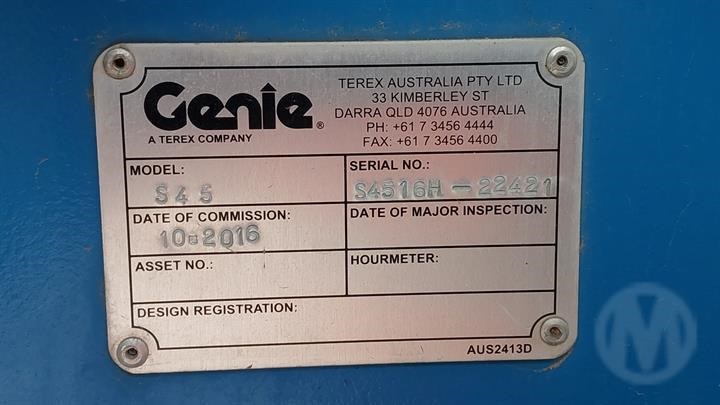 Genie®
A TEREX COMPANY
TEREX AUSTRALIA PTY LTD
33 KIMBERLEY ST
DARRA QLD 4076 AUSTRALIA
PH: +61 7 3456 4444
FAX: +61 7 3456 4400
MODEL:
S45
SERIAL NO.:
S4516H-22421
DATE OF COMMISSION:
10-2016
DATE OF MAJOR INSPECTION:
ASSET NO.:
HOURMETER:
DESIGN REGISTRATION:
AUS2413D
M